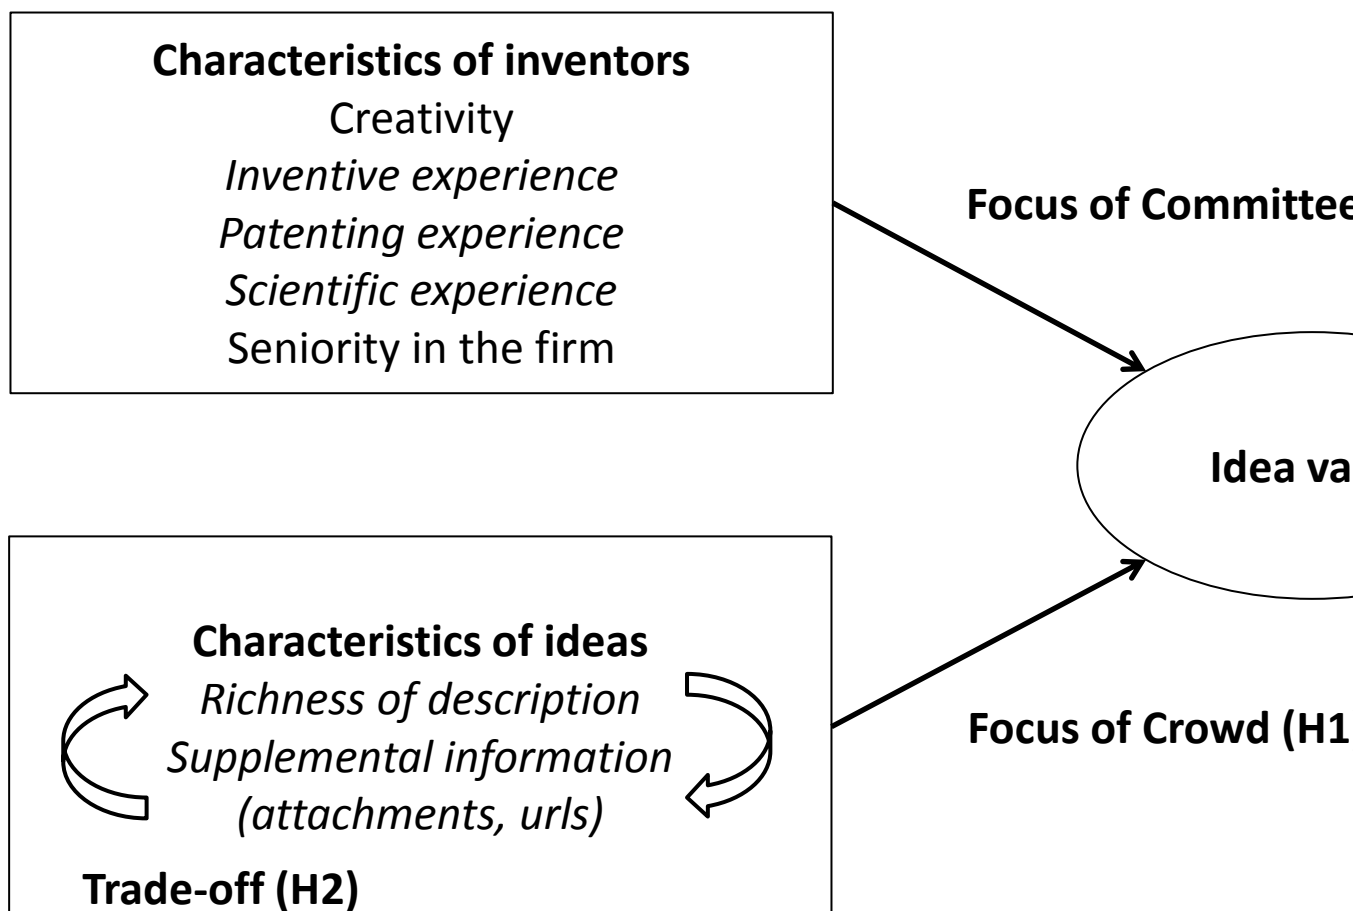 Characteristics of inventors
Creativity
Inventive experience
Patenting experience
Scientific experience
Seniority in the firm
Focus of Committee
Idea va
Characteristics of ideas
Richness of description
Supplemental information
(attachments, urls)
Focus of Crowd (H1
Trade-off (H2)